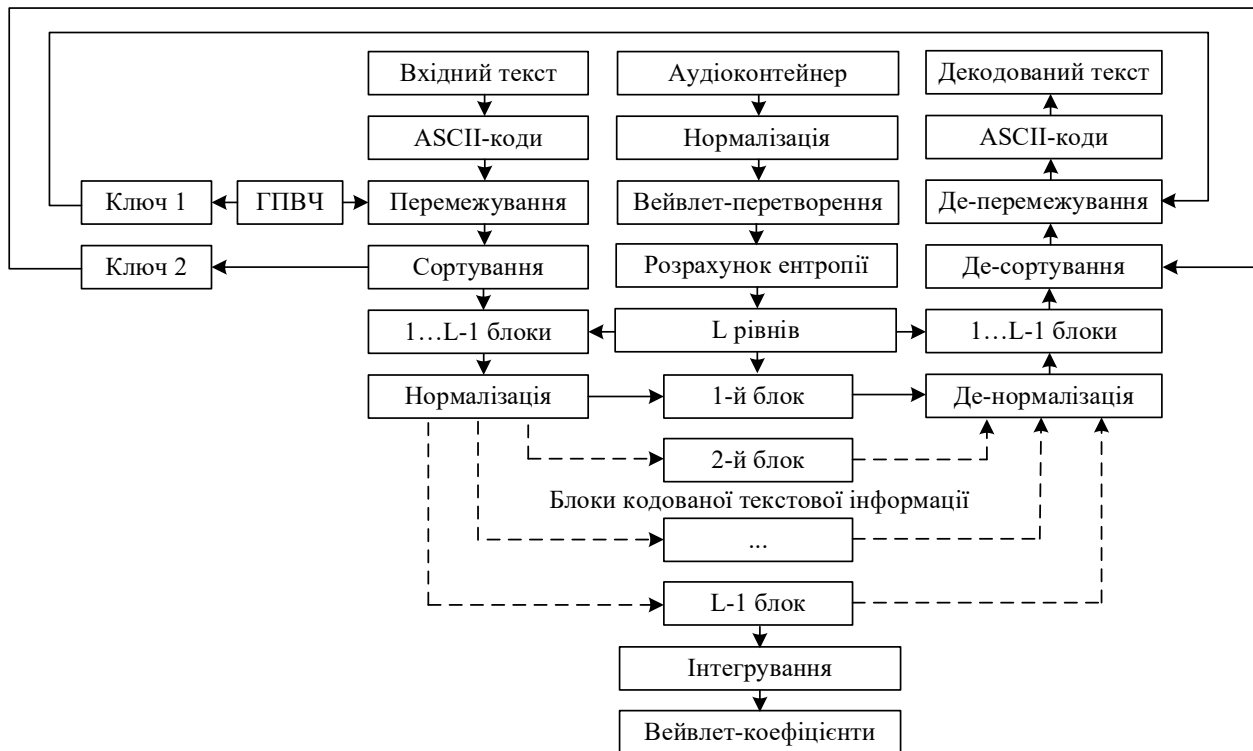 Вхідний текст
Аудіоконтейнер
Декодований текст
ASCII-коди
Нормалізація
ASCII-коди
Ключ 1
ГПВЧ
Перемежування
Вейвлет-перетворення
Де-перемежування
Ключ 2
Сортування
Розрахунок ентропії
Де-сортування
1...L-1 блоки
L рівнів
1...L-1 блоки
Нормалізація
1-й блок
Де-нормалізація
2-й блок
Блоки кодованої текстової інформації
...
L-1 блок
Інтегрування
Вейвлет-коефіцієнти